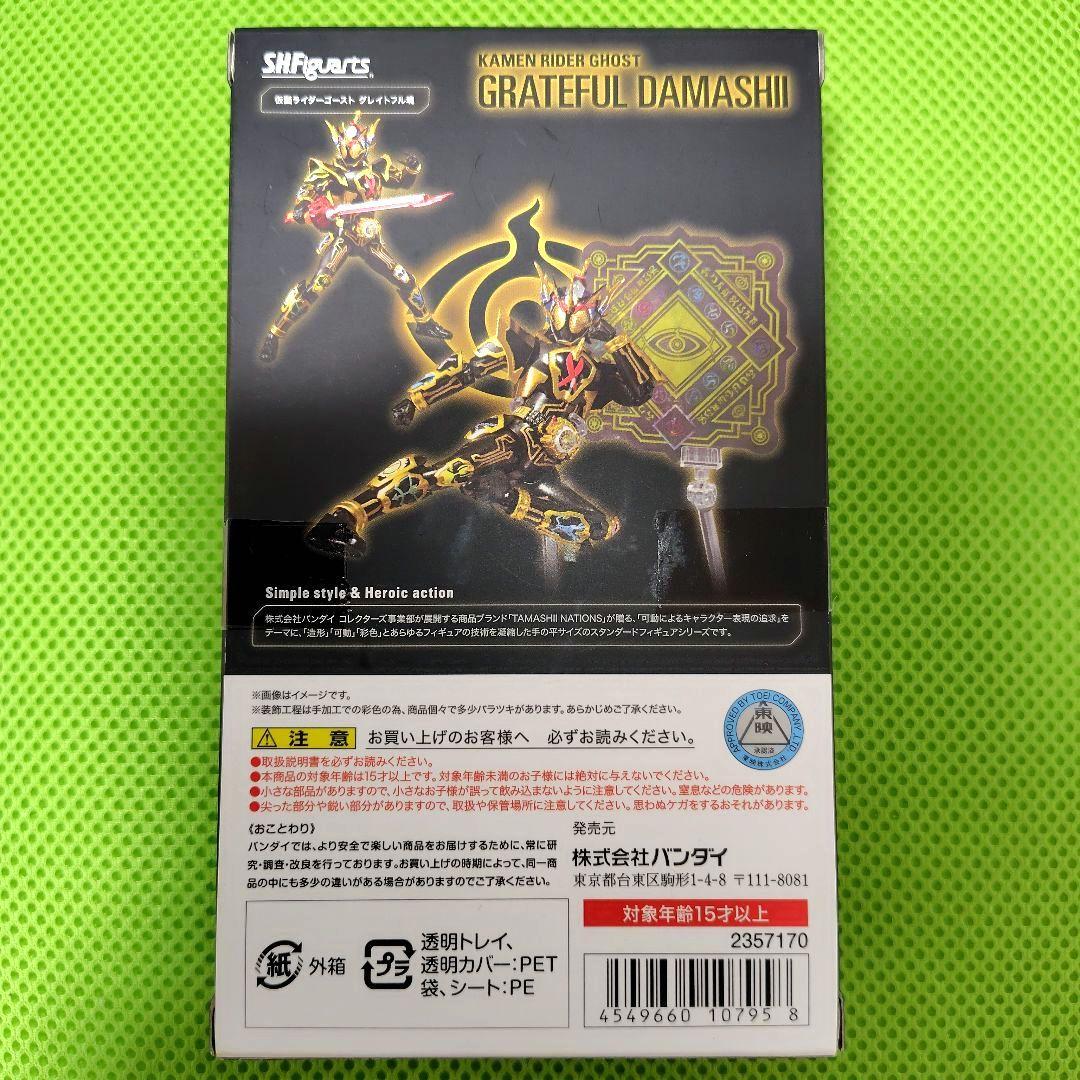 S.H.Figuarts
仮面ライダーゴースト グレイトフル魂
KAMEN RIDER GHOST
GRATEFUL DAMASHII
Simple style & Heroic action
株式会社バンダイ コレクターズ事業部が展開する商品ブランド「TAMASHII NATIONS」が贈る、「可動によるキャラクター表現の追求」を
テーマに、「造形」「可動」「彩色」とあらゆるフィギュアの技術を凝縮した手の平サイズのスタンダードフィギュアシリーズです。
※画像はイメージです。
※装飾工程は手加工での彩色の為、商品個々で多少バラツキがあります。あらかじめご了承ください。
注意 お買い上げのお客様へ 必ずお読みください。
●取扱説明書を必ずお読みください。
●本商品の対象年齢は15才以上です。対象年齢未満のお子様には絶対に与えないでください。
●小さな部品がありますので、小さなお子様が誤って飲み込まないように注意してください。窒息などの危険があります。
●尖った部分や鋭い部分がありますので、取扱や保管場所に注意してください。思わぬケガをするおそれがあります。
APPROVED BY TOEI COMPANY, LTD.
東映
承認済
東映株式会社
《おことわり》
バンダイでは、より安全で楽しい商品をお届けするために、常に研
究・調査・改良を行っております。お買い上げの時期によって、同一商
品の中にも多少の違いがある場合がありますのでご了承ください。
発売元
株式会社バンダイ
東京都台東区駒形1-4-8 〒111-8081
対象年齢15才以上
2357170
紙 外箱
プラ
透明トレイ、
透明カバー:PET
袋、シート:PE
4549660 10795 8